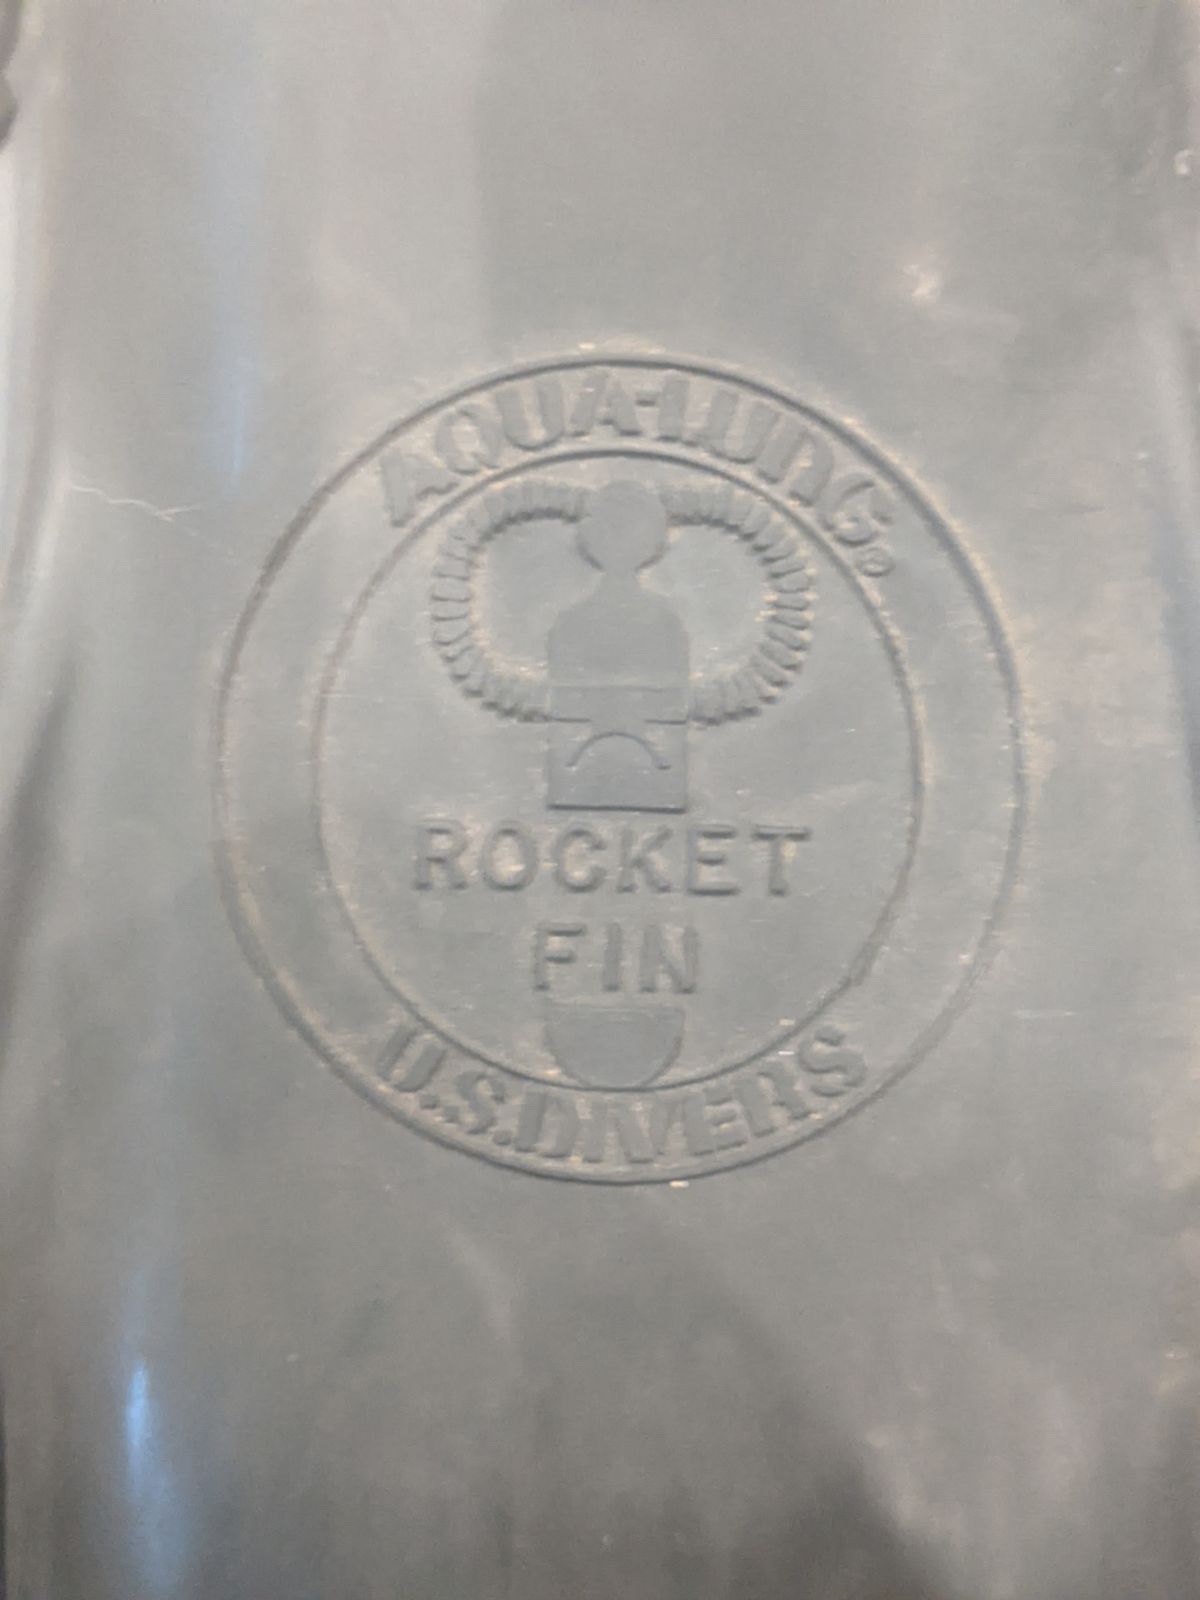 AQUA-LUNG®
ROCKET
FIN
U.S.DIVERS